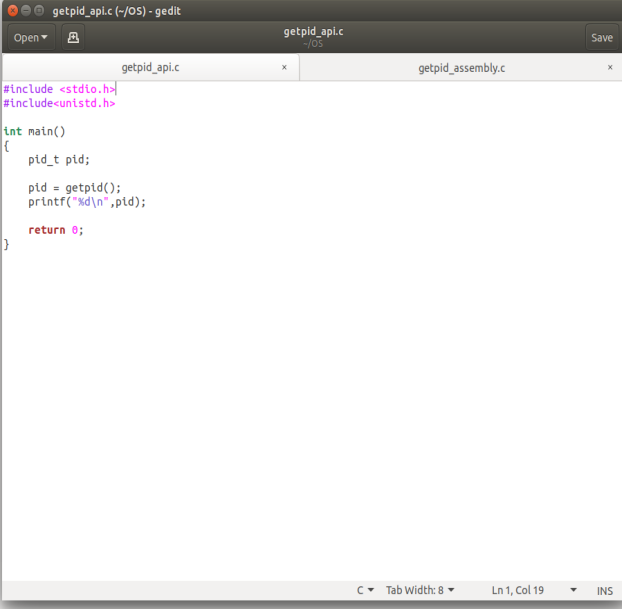 getpid_api.c (~/OS) - gedit
Open
getpid_api.c
~/OS
Save
getpid_api.c ×
getpid_assembly.c ×
#include <stdio.h>
#include<unistd.h>
int main()
{
    pid_t pid;
    pid = getpid();
    printf("%d\n",pid);
    return 0;
}
C Tab Width: 8 Ln 1, Col 19 INS